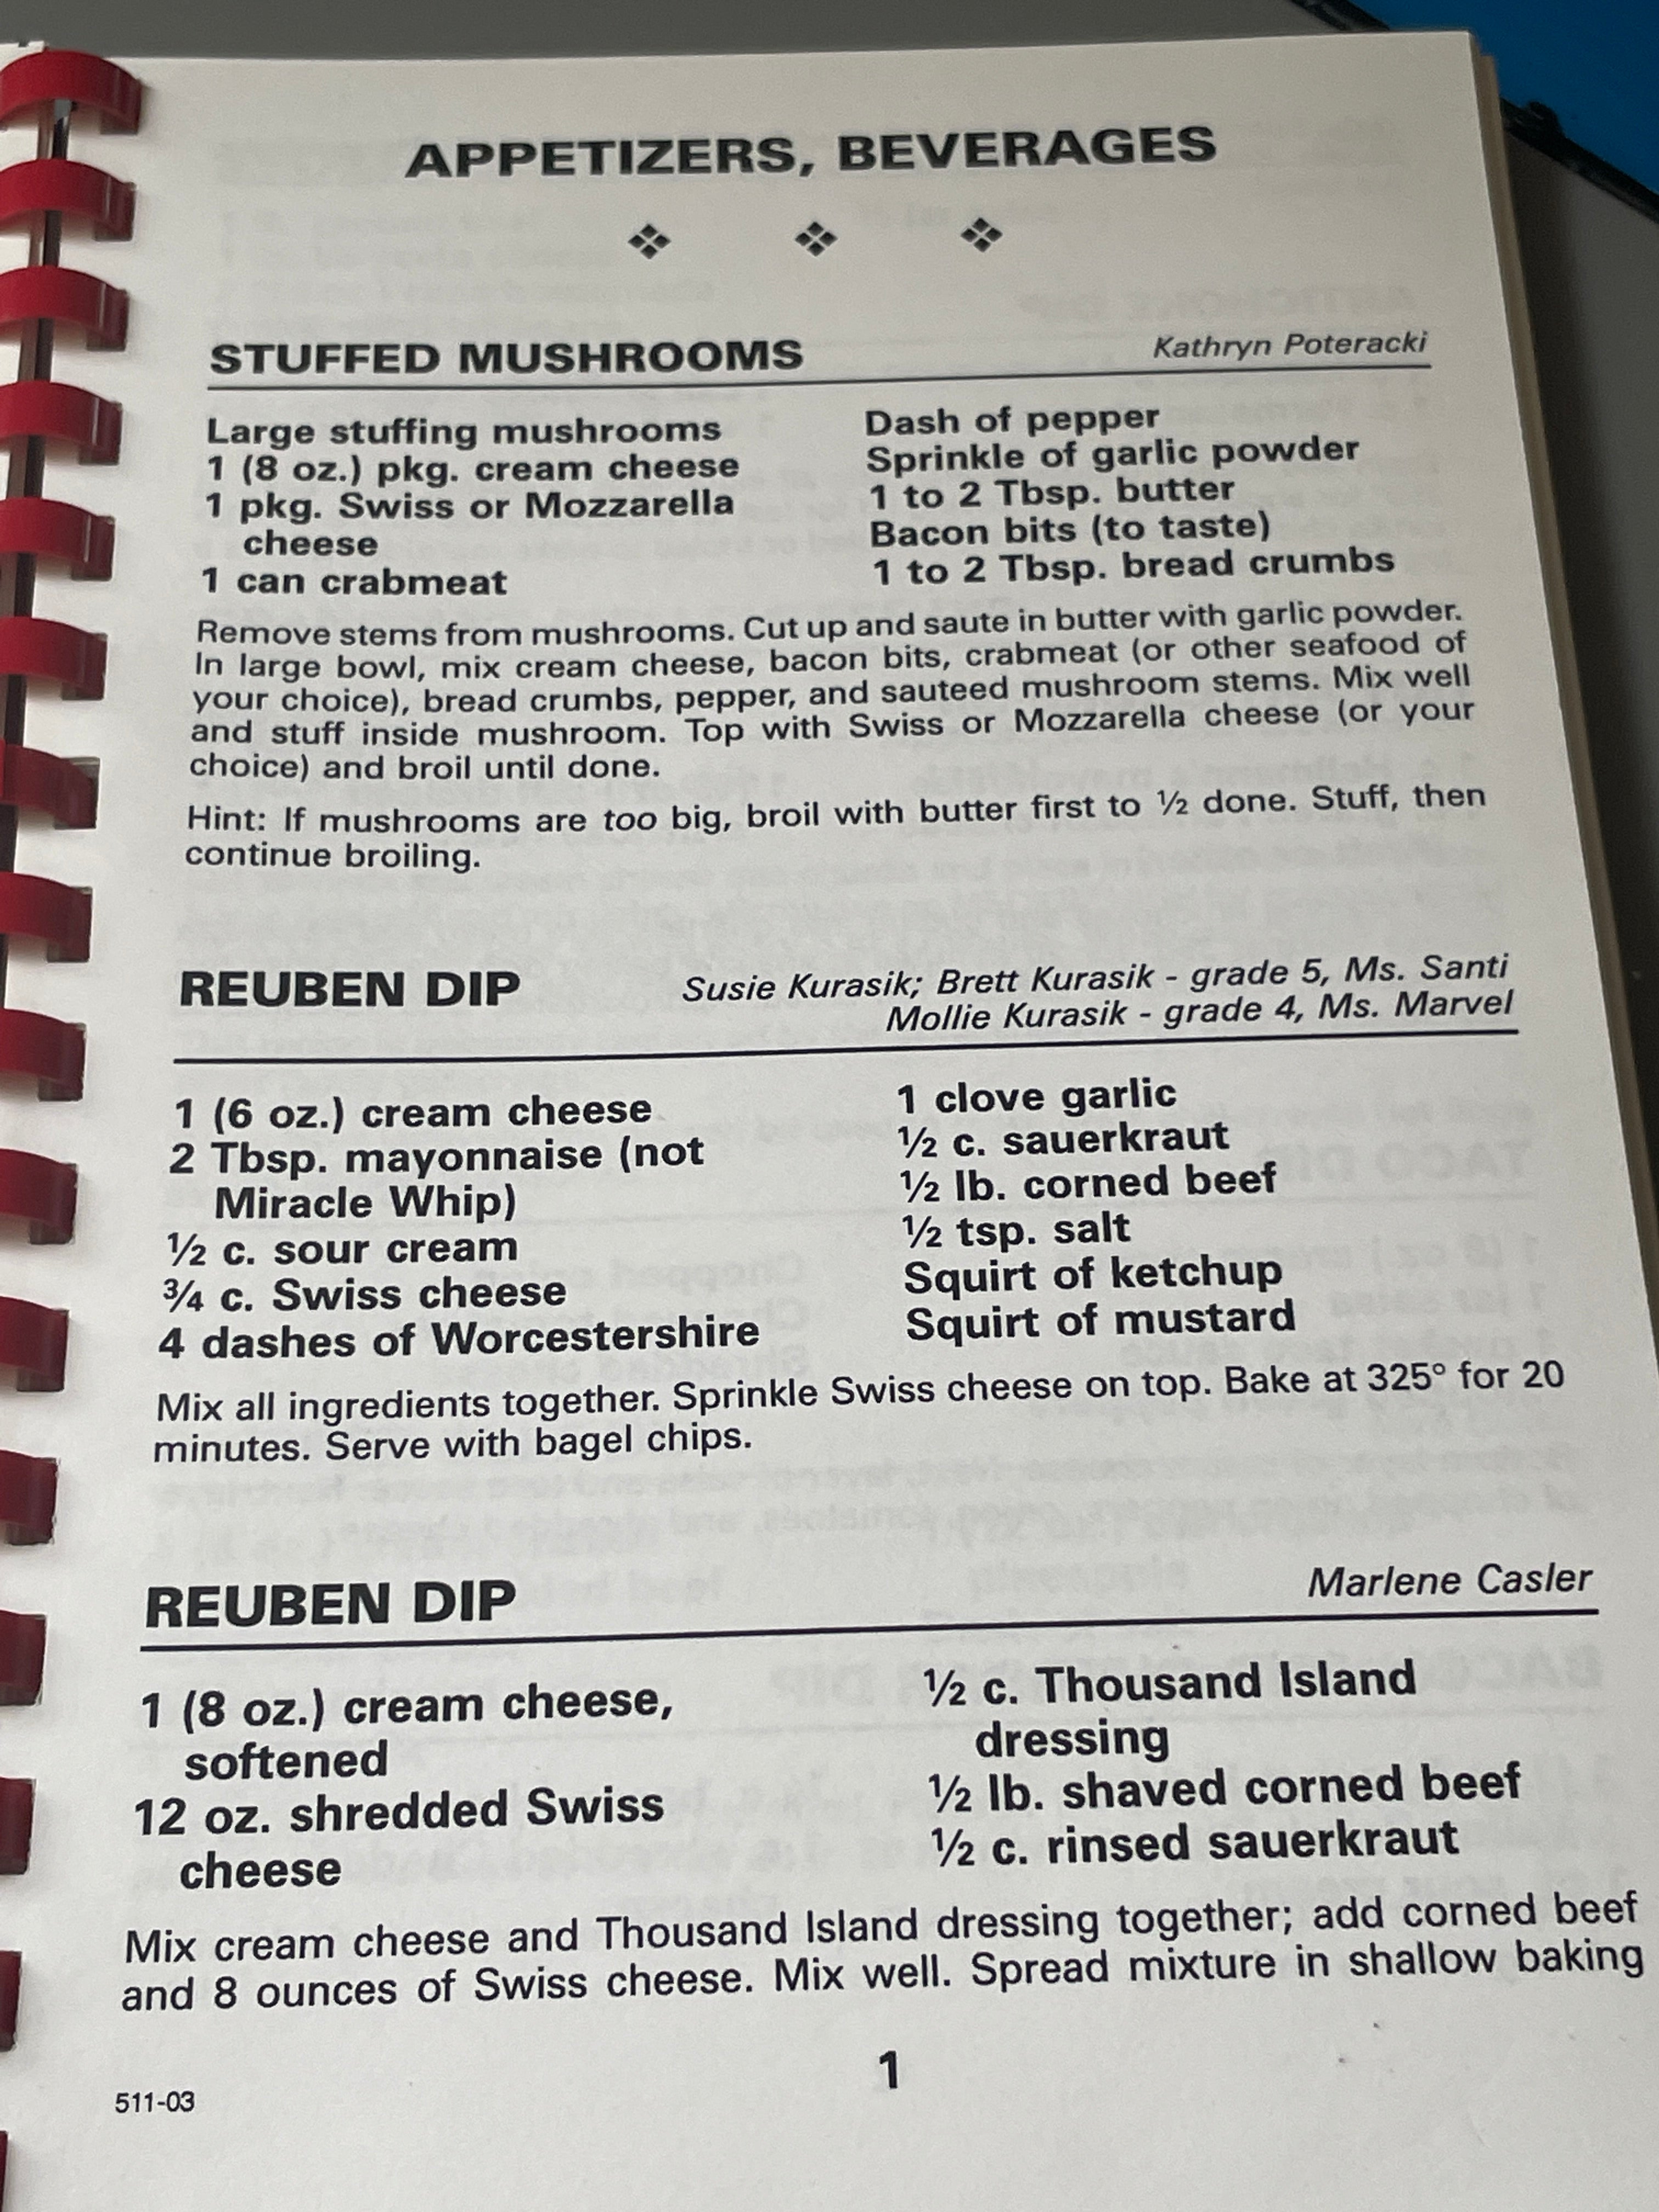 APPETIZERS, BEVERAGES
STUFFED MUSHROOMS
Kathryn Poteracki
Large stuffing mushrooms
1 (8 oz.) pkg. cream cheese
1 pkg. Swiss or Mozzarella
cheese
1 can crabmeat
Dash of pepper
Sprinkle of garlic powder
1 to 2 Tbsp. butter
Bacon bits (to taste)
1 to 2 Tbsp. bread crumbs
Remove stems from mushrooms. Cut up and saute in butter with garlic powder.
In large bowl, mix cream cheese, bacon bits, crabmeat (or other seafood of
your choice), bread crumbs, pepper, and sauteed mushroom stems. Mix well
and stuff inside mushroom. Top with Swiss or Mozzarella cheese (or your
choice) and broil until done.
Hint: If mushrooms are too big, broil with butter first to ½ done. Stuff, then
continue broiling.
REUBEN DIP
Susie Kurasik; Brett Kurasik - grade 5, Ms. Santi
Mollie Kurasik - grade 4, Ms. Marvel
1 (6 oz.) cream cheese
2 Tbsp. mayonnaise (not
Miracle Whip)
½ c. sour cream
¾ c. Swiss cheese
4 dashes of Worcestershire
1 clove garlic
½ c. sauerkraut
½ lb. corned beef
½ tsp. salt
Squirt of ketchup
Squirt of mustard
Mix all ingredients together. Sprinkle Swiss cheese on top. Bake at 325° for 20
minutes. Serve with bagel chips.
REUBEN DIP
Marlene Casler
1 (8 oz.) cream cheese,
softened
12 oz. shredded Swiss
cheese
½ c. Thousand Island
dressing
½ lb. shaved corned beef
½ c. rinsed sauerkraut
Mix cream cheese and Thousand Island dressing together; add corned beef
and 8 ounces of Swiss cheese. Mix well. Spread mixture in shallow baking
1
511-03